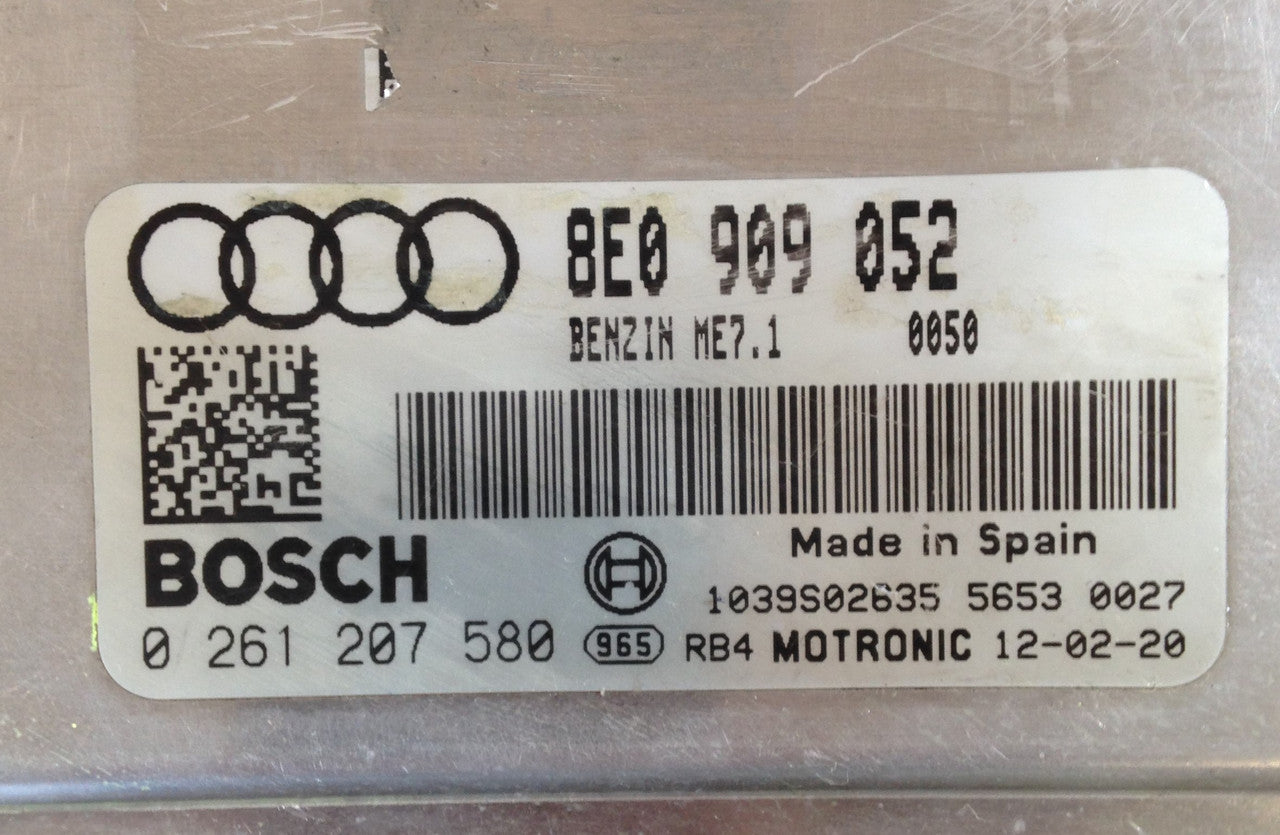 8E0 909 052
BENZIN ME7.1 0050
Made in Spain
BOSCH
1039S02635 5653 0027
0 261 207 580 965 RB4 MOTRONIC 12-02-20